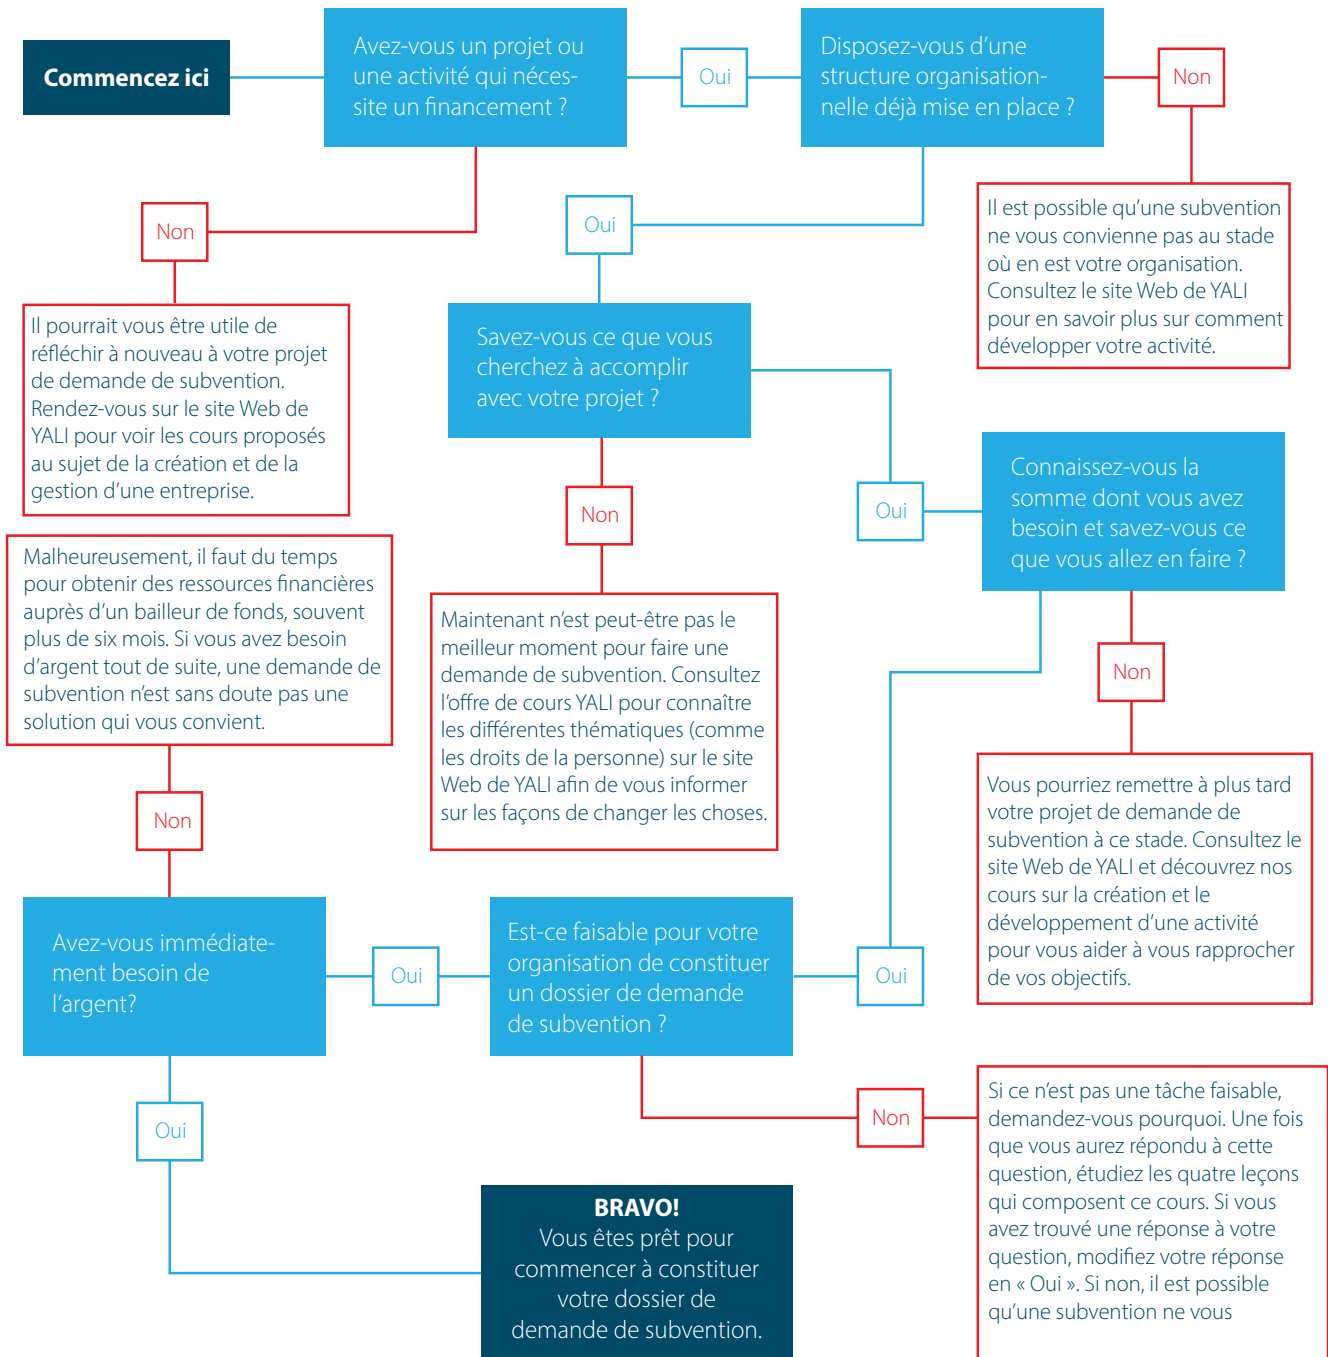 Commencez ici
Avez-vous un projet ou
une activité qui néces-
site un financement ?
Oui
Disposez-vous d’une
structure organisation-
nelle déjà mise en place ?
Non
Il est possible qu’une subvention
ne vous convienne pas au stade
où en est votre organisation.
Consultez le site Web de YALI
pour en savoir plus sur comment
développer votre activité.
Non
Il pourrait vous être utile de
réfléchir à nouveau à votre projet
de demande de subvention.
Rendez-vous sur le site Web de
YALI pour voir les cours proposés
au sujet de la création et de la
gestion d’une entreprise.
Oui
Savez-vous ce que vous
cherchez à accomplir
avec votre projet ?
Non
Maintenant n’est peut-être pas le
meilleur moment pour faire une
demande de subvention. Consultez
l’offre de cours YALI pour connaître
les différentes thématiques (comme
les droits de la personne) sur le site
Web de YALI afin de vous informer
sur les façons de changer les choses.
Oui
Connaissez-vous la
somme dont vous avez
besoin et savez-vous ce
que vous allez en faire ?
Non
Vous pourriez remettre à plus tard
votre projet de demande de
subvention à ce stade. Consultez le
site Web de YALI et découvrez nos
cours sur la création et le
développement d’une activité
pour vous aider à vous rapprocher
de vos objectifs.
Malheureusement, il faut du temps
pour obtenir des ressources financières
auprès d’un bailleur de fonds, souvent
plus de six mois. Si vous avez besoin
d’argent tout de suite, une demande de
subvention n’est sans doute pas une
solution qui vous convient.
Non
Avez-vous immédiate-
ment besoin de
l’argent?
Oui
Est-ce faisable pour votre
organisation de constituer
un dossier de demande
de subvention ?
Oui
Non
Si ce n’est pas une tâche faisable,
demandez-vous pourquoi. Une fois
que vous aurez répondu à cette
question, étudiez les quatre leçons
qui composent ce cours. Si vous
avez trouvé une réponse à votre
question, modifiez votre réponse
en « Oui ». Si non, il est possible
qu’une subvention ne vous
Oui
BRAVO!
Vous êtes prêt pour
commencer à constituer
votre dossier de
demande de subvention.